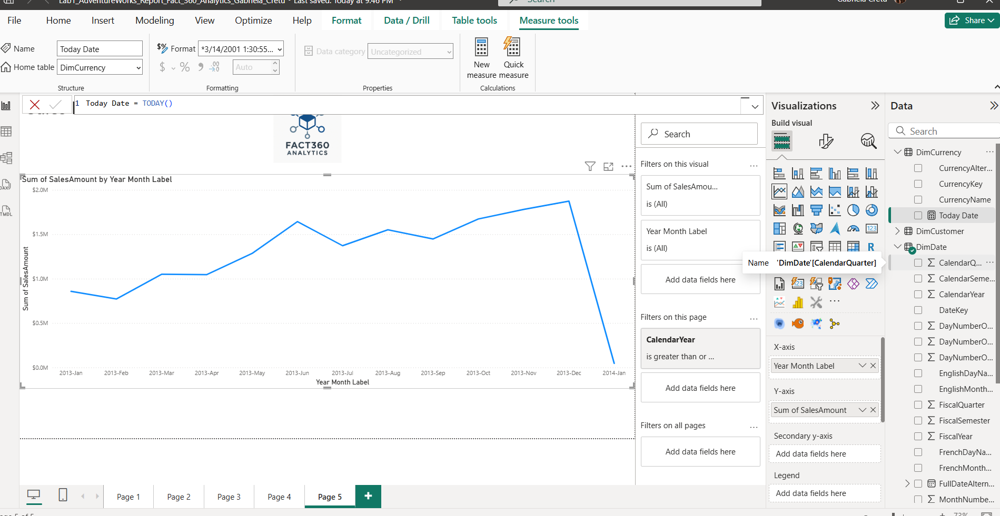 Lab1_AdventureWorks_Report_Fact_360_Analytics_Gabriela_Cretu • Last saved: Today at 9:46 PM
Search
Gabriela Cretu
File Home Insert Modeling View Optimize Help Format Data / Drill Table tools Measure tools
Share
Name Today Date
Home table DimCurrency
Structure
$% Format *3/14/2001 1:30:55...
$ % 9 .00
Auto
Formatting
Data category Uncategorized
Properties
New measure
Quick measure
Calculations
1 Today Date = TODAY()
FACT360
ANALYTICS
Sum of SalesAmount by Year Month Label
$2.0M
$1.5M
$1.0M
$0.5M
$0.0M
Sum of SalesAmount
2013-Jan 2013-Feb 2013-Mar 2013-Apr 2013-May 2013-Jun 2013-Jul 2013-Aug 2013-Sep 2013-Oct 2013-Nov 2013-Dec 2014-Jan
Year Month Label
Search
Filters on this visual ...
Sum of SalesAmou...
is (All)
Year Month Label
is (All)
Add data fields here
Filters on this page ...
CalendarYear
is greater than or ...
Add data fields here
Filters on all pages ...
Add data fields here
Visualizations
Build visual
123
R
Name 'DimDate'[CalendarQuarter]
123
...
X-axis
Year Month Label
Y-axis
Sum of SalesAmount
Secondary y-axis
Add data fields here
Legend
Add data fields here
Data
Search
DimCurrency ...
CurrencyAlter...
CurrencyKey
CurrencyName
Today Date
DimCustomer
DimDate
CalendarQ... ...
CalendarSeme...
CalendarYear
DateKey
DayNumberO...
DayNumberO...
DayNumberO...
EnglishDayNa...
EnglishMonth...
FiscalQuarter
FiscalSemester
FiscalYear
FrenchDayNa...
FrenchMonth...
FullDateAltern...
MonthNumbe...
DAX
TMDL
Page 1 Page 2 Page 3 Page 4 Page 5 +
73%